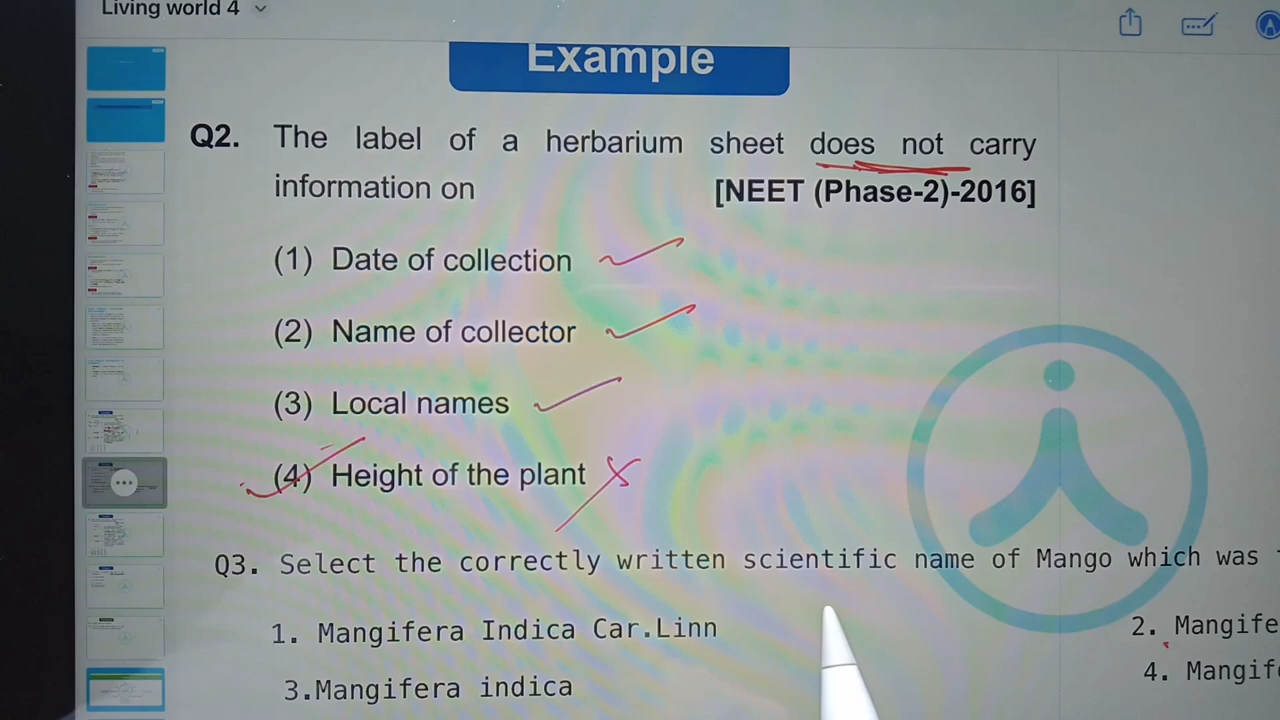 Living world 4
Example
Q2. The label of a herbarium sheet does not carry
information on [NEET (Phase-2)-2016]
(1) Date of collection
(2) Name of collector
(3) Local names
(4) Height of the plant
Q3. Select the correctly written scientific name of Mango which was
1. Mangifera Indica Car.Linn 2. Mangife
3.Mangifera indica 4. Mangif